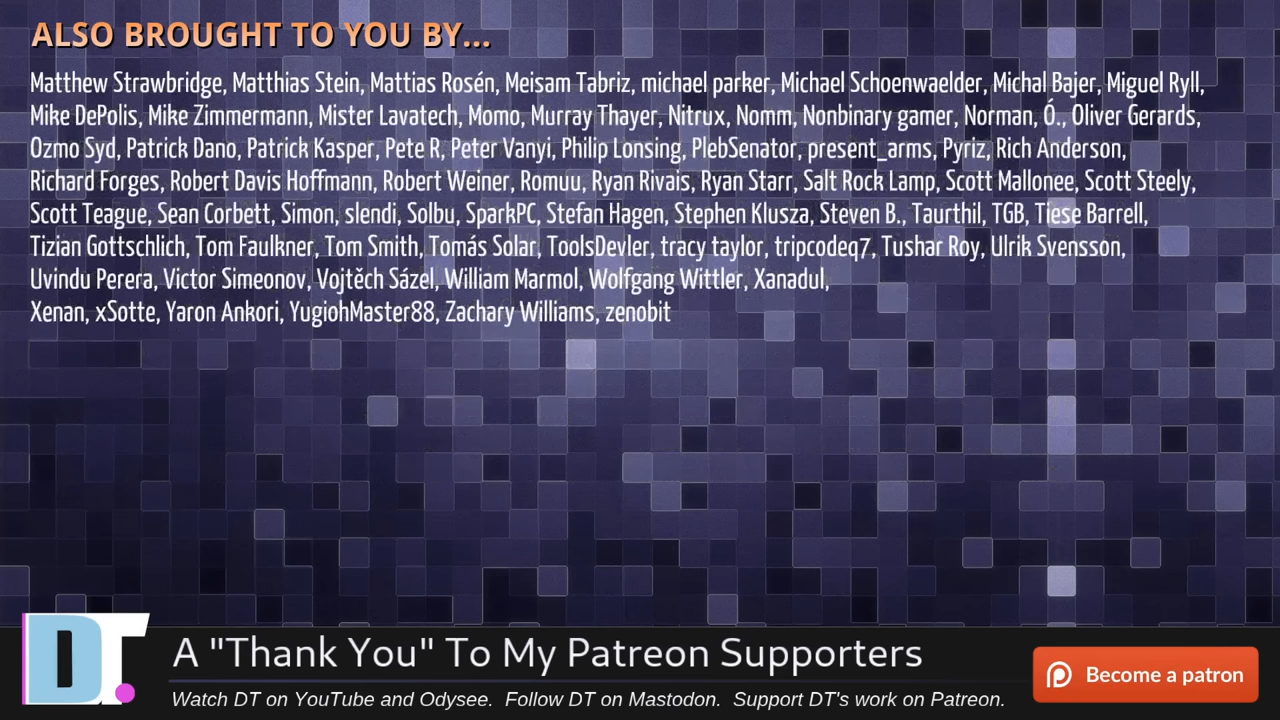 ALSO BROUGHT TO YOU BY...
Matthew Strawbridge, Matthias Stein, Mattias Rosén, Meisam Tabriz, michael parker, Michael Schoenwaelder, Michal Bajer, Miguel Ryll,
Mike DePolis, Mike Zimmermann, Mister Lavatech, Momo, Murray Thayer, Nitrux, Nomm, Nonbinary gamer, Norman, Ó., Oliver Gerards,
Ozmo Syd, Patrick Dano, Patrick Kasper, Pete R, Peter Vanyi, Philip Lonsing, PlebSenator, present_arms, Pyriz, Rich Anderson,
Richard Forges, Robert Davis Hoffmann, Robert Weiner, Romuu, Ryan Rivais, Ryan Starr, Salt Rock Lamp, Scott Mallonee, Scott Steely,
Scott Teague, Sean Corbett, Simon, slendi, Solbu, SparkPC, Stefan Hagen, Stephen Klusza, Steven B., Taurthil, TGB, Tiese Barrell,
Tizian Gottschlich, Tom Faulkner, Tom Smith, Tomás Solar, ToolsDevler, tracy taylor, tripcodeq7, Tushar Roy, Ulrik Svensson,
Uvindu Perera, Victor Simeonov, Vojtěch Sázel, William Marmol, Wolfgang Wittler, Xanadul,
Xenan, xSotte, Yaron Ankori, YugiohMaster88, Zachary Williams, zenobit
DT
A "Thank You" To My Patreon Supporters
Watch DT on YouTube and Odysee. Follow DT on Mastodon. Support DT's work on Patreon.
Become a patron